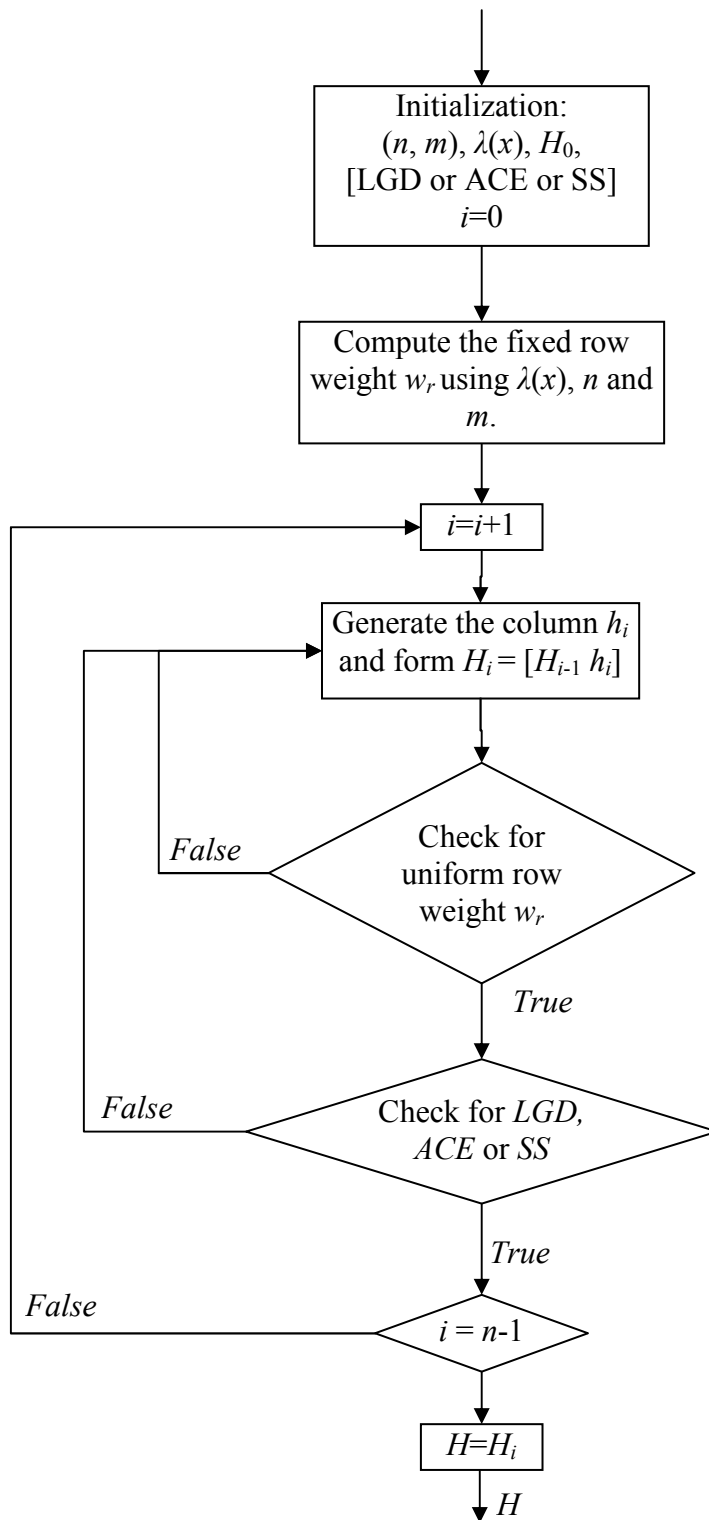 Initialization:
(n, m), λ(x), H₀,
[LGD or ACE or SS]
i=0
Compute the fixed row
weight wᵣ using λ(x), n and
m.
i=i+1
Generate the column hᵢ
and form Hᵢ = [Hᵢ₋₁ hᵢ]
False
Check for
uniform row
weight wᵣ
True
False
Check for LGD,
ACE or SS
True
False
i = n-1
H=Hᵢ
H